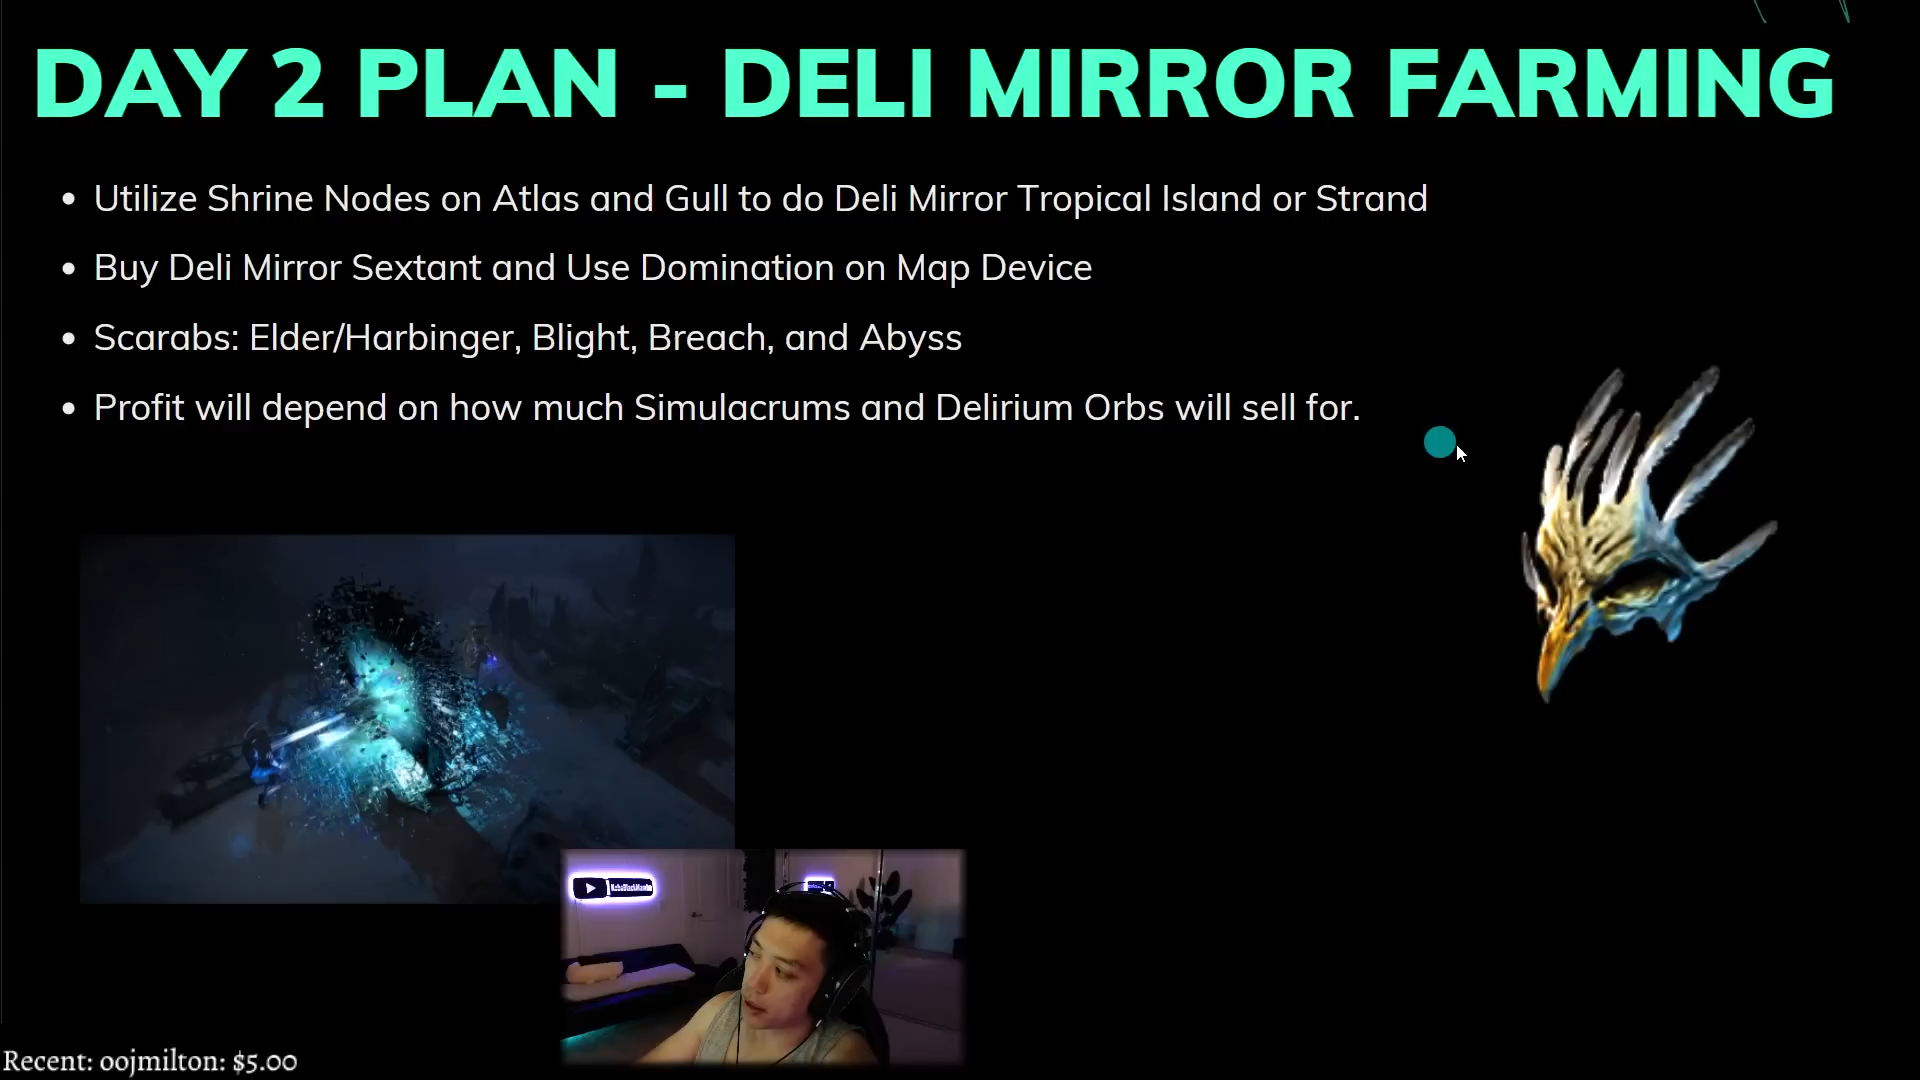 DAY 2 PLAN - DELI MIRROR FARMING
• Utilize Shrine Nodes on Atlas and Gull to do Deli Mirror Tropical Island or Strand
• Buy Deli Mirror Sextant and Use Domination on Map Device
• Scarabs: Elder/Harbinger, Blight, Breach, and Abyss
• Profit will depend on how much Simulacrums and Delirium Orbs will sell for.
Recent: oojmilton: $5.00